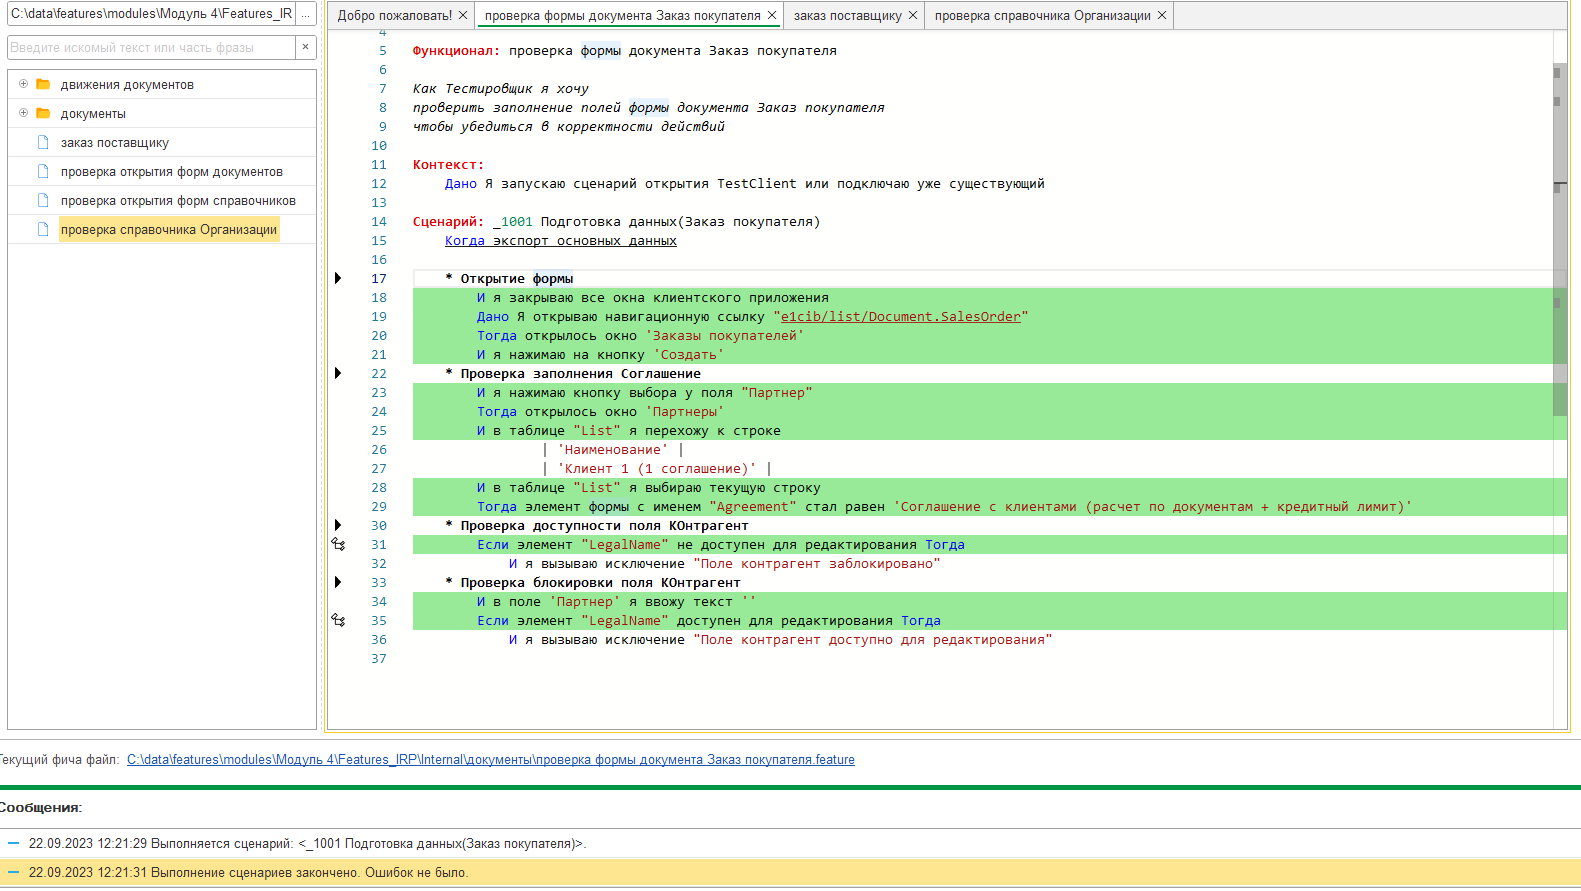 C:\data\features\modules\Модуль 4\Features_IR ...
Введите искомый текст или часть фразы ×
движения документов
документы
заказ поставщику
проверка открытия форм документов
проверка открытия форм справочников
проверка справочника Организации
Добро пожаловать! × проверка формы документа Заказ покупателя × заказ поставщику × проверка справочника Организации ×
4
5 Функционал: проверка формы документа Заказ покупателя
6
7 Как Тестировщик я хочу
8 проверить заполнение полей формы документа Заказ покупателя
9 чтобы убедиться в корректности действий
10
11 Контекст:
12 Дано Я запускаю сценарий открытия TestClient или подключаю уже существующий
13
14 Сценарий: _1001 Подготовка данных(Заказ покупателя)
15 Когда экспорт основных данных
16
17 * Открытие формы
18 И я закрываю все окна клиентского приложения
19 Дано Я открываю навигационную ссылку "e1cib/list/Document.SalesOrder"
20 Тогда открылось окно 'Заказы покупателей'
21 И я нажимаю на кнопку 'Создать'
22 * Проверка заполнения Соглашение
23 И я нажимаю кнопку выбора у поля "Партнер"
24 Тогда открылось окно 'Партнеры'
25 И в таблице "List" я перехожу к строке
26 | 'Наименование' |
27 | 'Клиент 1 (1 соглашение)' |
28 И в таблице "List" я выбираю текущую строку
29 Тогда элемент формы с именем "Agreement" стал равен 'Соглашение с клиентами (расчет по документам + кредитный лимит)'
30 * Проверка доступности поля КОнтрагент
31 Если элемент "LegalName" не доступен для редактирования Тогда
32 И я вызываю исключение "Поле контрагент заблокировано"
33 * Проверка блокировки поля КОнтрагент
34 И в поле 'Партнер' я ввожу текст ''
35 Если элемент "LegalName" доступен для редактирования Тогда
36 И я вызываю исключение "Поле контрагент доступно для редактирования"
37
Текущий фича файл: C:\data\features\modules\Модуль 4\Features_IRP\Internal\документы\проверка формы документа Заказ покупателя.feature
Сообщения:
22.09.2023 12:21:29 Выполняется сценарий: <_1001 Подготовка данных(Заказ покупателя)>.
22.09.2023 12:21:31 Выполнение сценариев закончено. Ошибок не было.